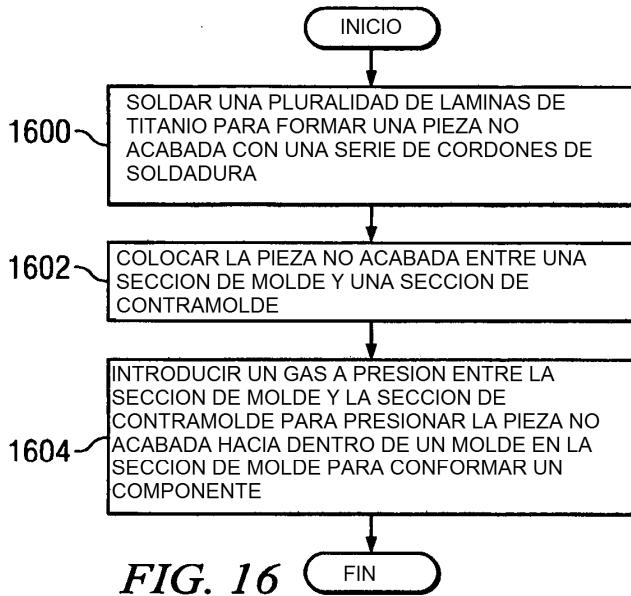 INICIO
1600
SOLDAR UNA PLURALIDAD DE LAMINAS DE
TITANIO PARA FORMAR UNA PIEZA NO
ACABADA CON UNA SERIE DE CORDONES DE
SOLDADURA
1602
COLOCAR LA PIEZA NO ACABADA ENTRE UNA
SECCION DE MOLDE Y UNA SECCION DE
CONTRAMOLDE
1604
INTRODUCIR UN GAS A PRESION ENTRE LA
SECCION DE MOLDE Y LA SECCION DE
CONTRAMOLDE PARA PRESIONAR LA PIEZA NO
ACABADA HACIA DENTRO DE UN MOLDE EN LA
SECCION DE MOLDE PARA CONFORMAR UN
COMPONENTE
FIN
FIG. 16